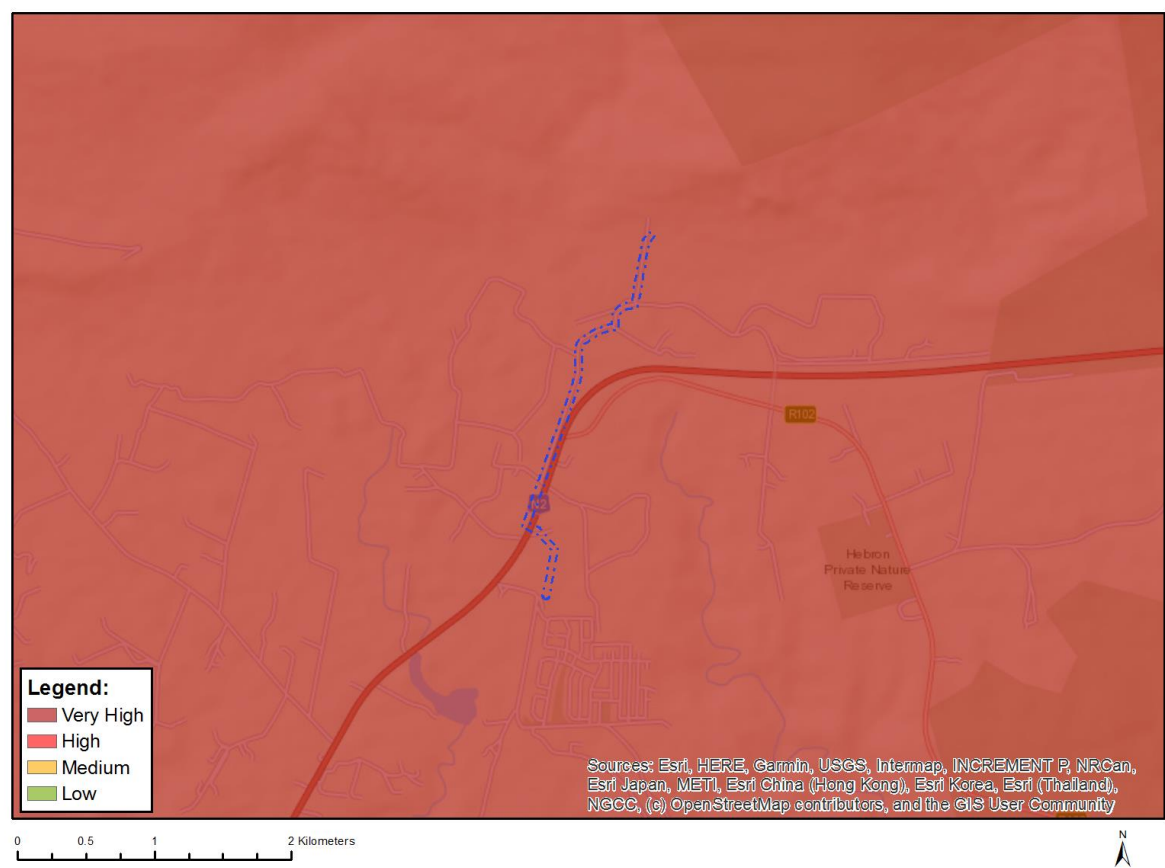 R102
Hebron
Private Nature
Reserve
Legend:
Very High
High
Medium
Low
Sources: Esri, HERE, Garmin, USGS, Intermap, INCREMENT P, NRCan,
Esri Japan, METI, Esri China (Hong Kong), Esri Korea, Esri (Thailand),
NGCC, (c) OpenStreetMap contributors, and the GIS User Community
0 0.5 1 2 Kilometers
N